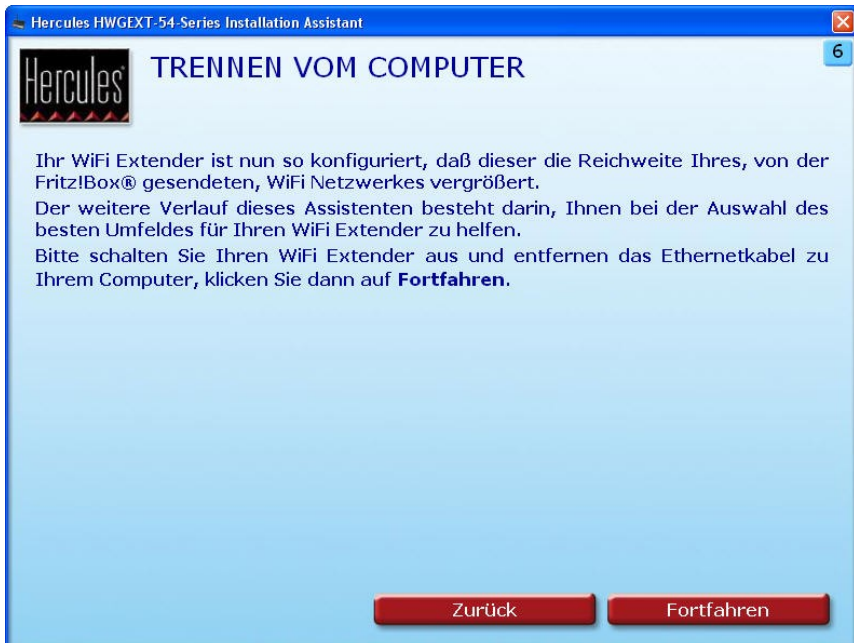 Hercules HWGEXT-54-Series Installation Assistant
6
Hercules
TRENNEN VOM COMPUTER
Ihr WiFi Extender ist nun so konfiguriert, daß dieser die Reichweite Ihres, von der
Fritz!Box® gesendeten, WiFi Netzwerkes vergrößert.
Der weitere Verlauf dieses Assistenten besteht darin, Ihnen bei der Auswahl des
besten Umfeldes für Ihren WiFi Extender zu helfen.
Bitte schalten Sie Ihren WiFi Extender aus und entfernen das Ethernetkabel zu
Ihrem Computer, klicken Sie dann auf Fortfahren.
Zurück
Fortfahren